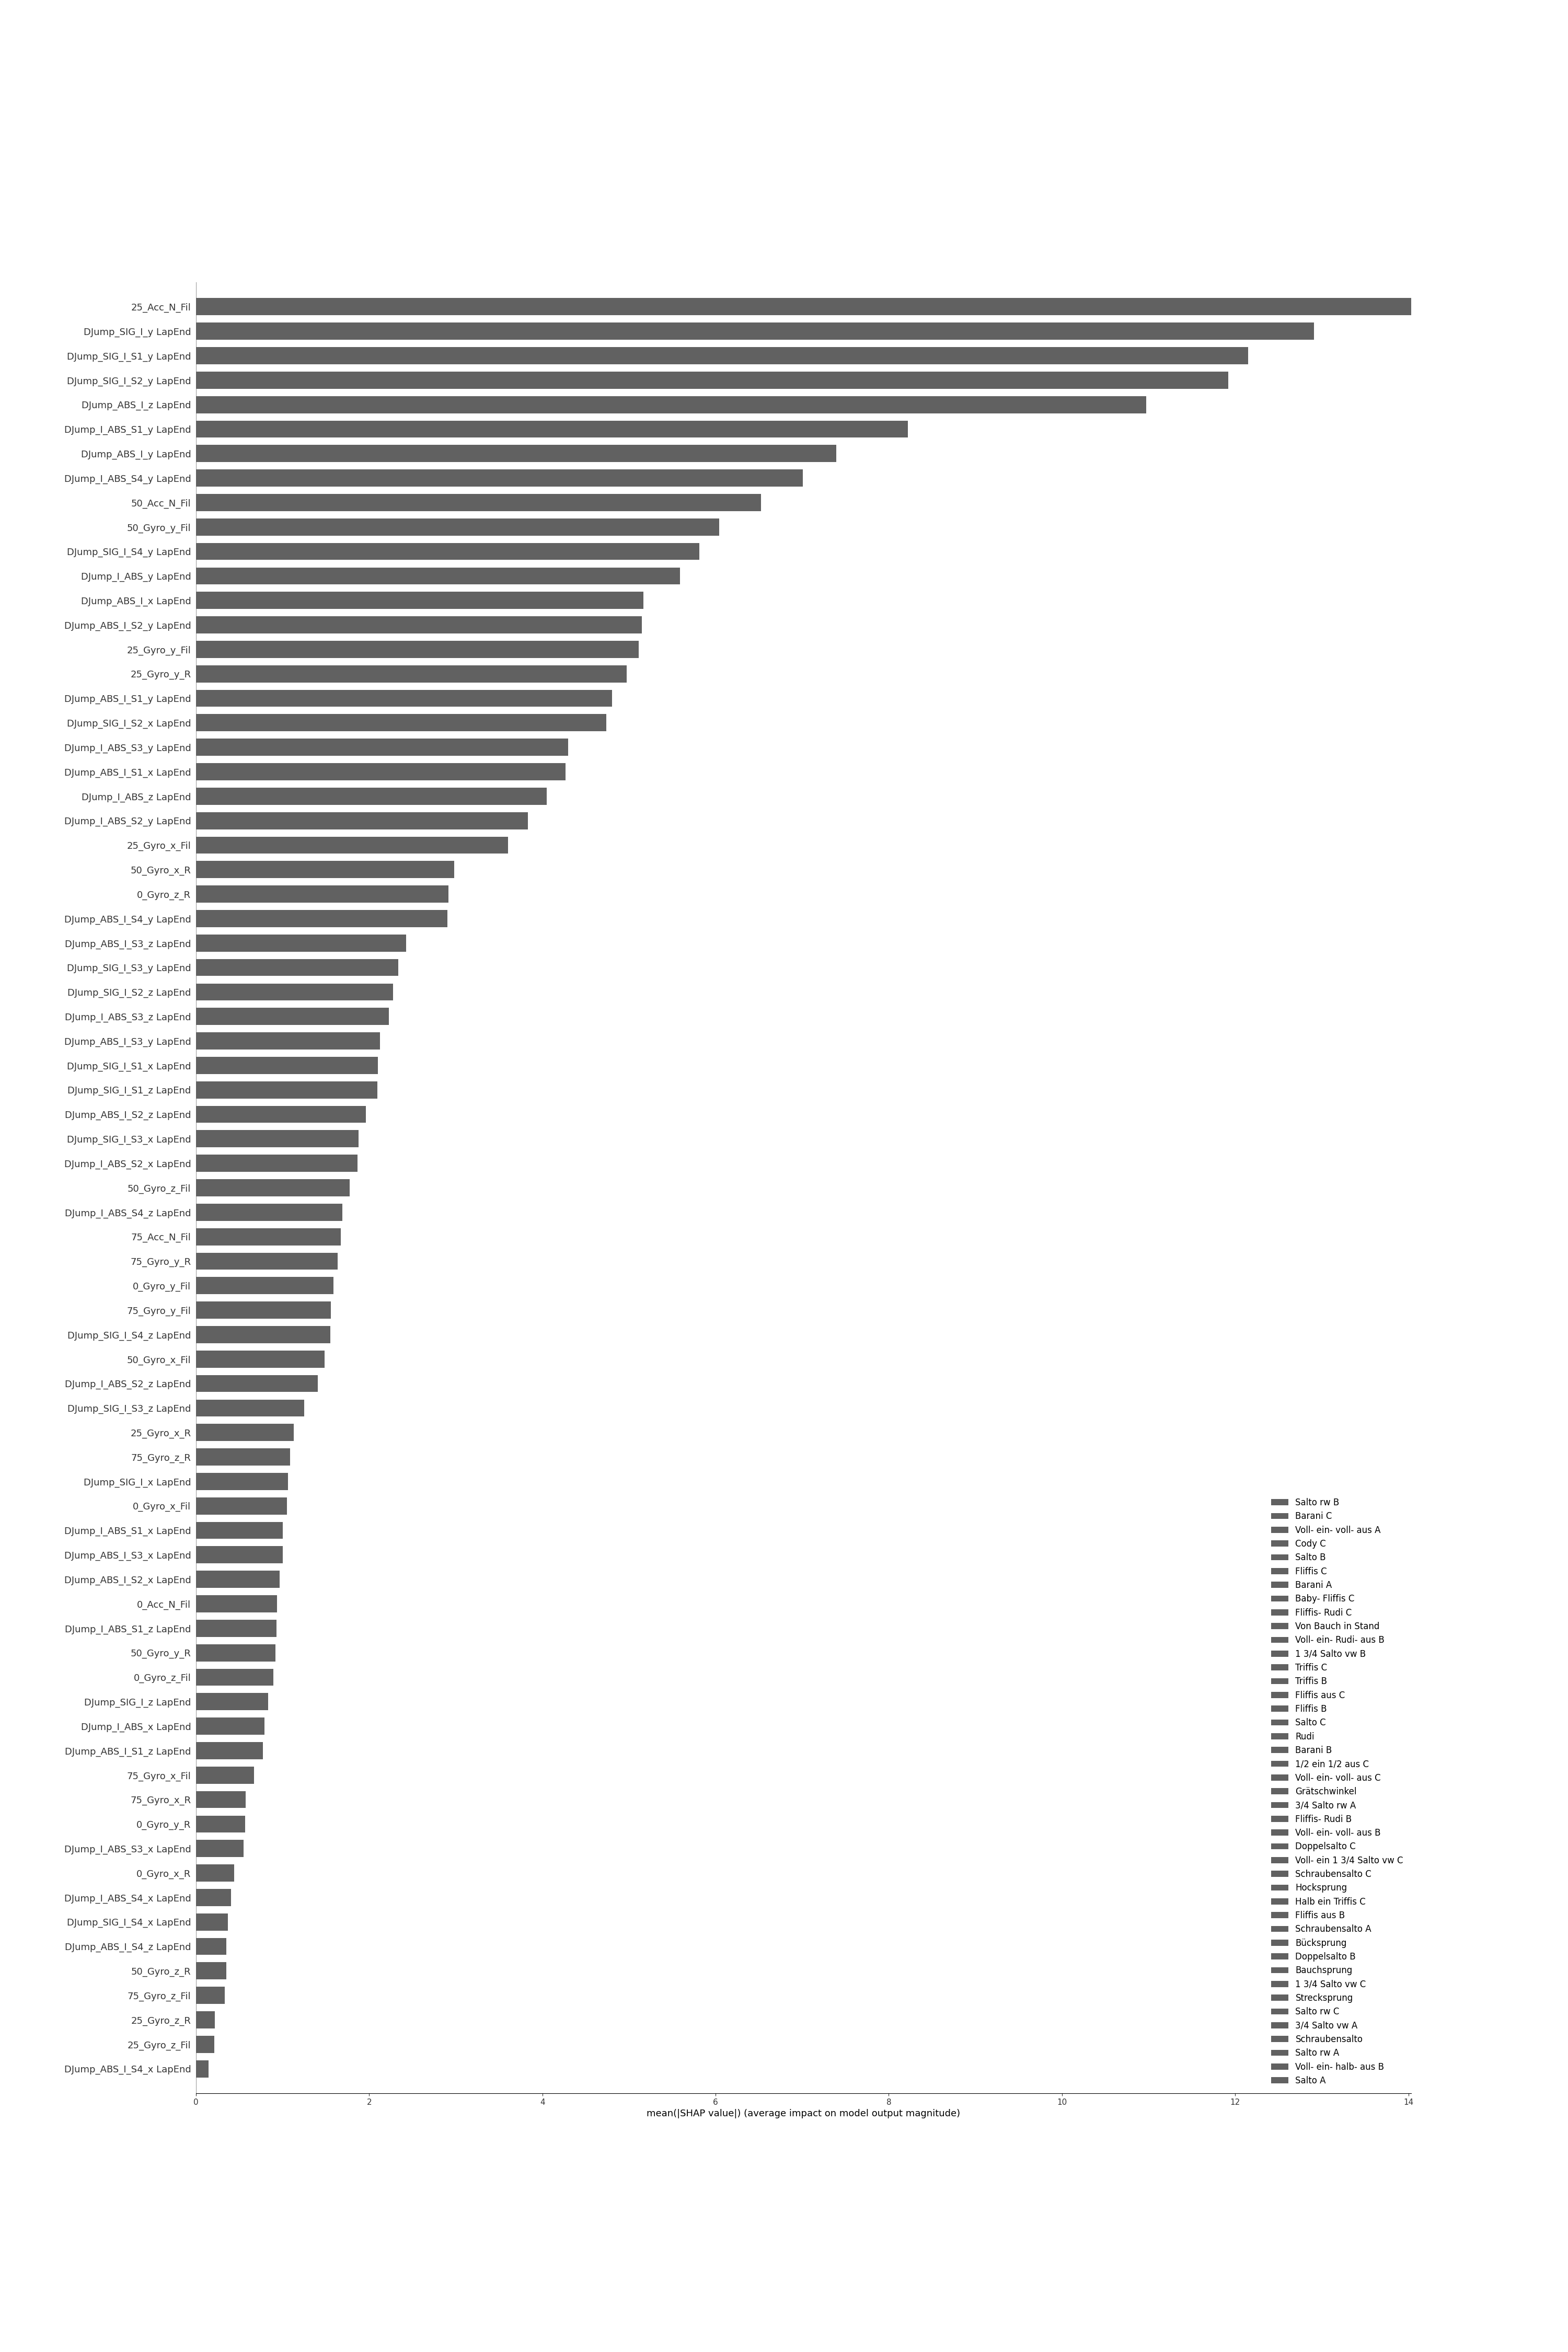 25_Acc_N_Fil
DJump_SIG_I_y LapEnd
DJump_SIG_I_S1_y LapEnd
DJump_SIG_I_S2_y LapEnd
DJump_ABS_I_z LapEnd
DJump_I_ABS_S1_y LapEnd
DJump_ABS_I_y LapEnd
DJump_I_ABS_S4_y LapEnd
50_Acc_N_Fil
50_Gyro_y_Fil
DJump_SIG_I_S4_y LapEnd
DJump_I_ABS_y LapEnd
DJump_ABS_I_x LapEnd
DJump_ABS_I_S2_y LapEnd
25_Gyro_y_Fil
25_Gyro_y_R
DJump_ABS_I_S1_y LapEnd
DJump_SIG_I_S2_x LapEnd
DJump_I_ABS_S3_y LapEnd
DJump_ABS_I_S1_x LapEnd
DJump_I_ABS_z LapEnd
DJump_I_ABS_S2_y LapEnd
25_Gyro_x_Fil
50_Gyro_x_R
0_Gyro_z_R
DJump_ABS_I_S4_y LapEnd
DJump_ABS_I_S3_z LapEnd
DJump_SIG_I_S3_y LapEnd
DJump_SIG_I_S2_z LapEnd
DJump_I_ABS_S3_z LapEnd
DJump_ABS_I_S3_y LapEnd
DJump_SIG_I_S1_x LapEnd
DJump_SIG_I_S1_z LapEnd
DJump_ABS_I_S2_z LapEnd
DJump_SIG_I_S3_x LapEnd
DJump_I_ABS_S2_x LapEnd
50_Gyro_z_Fil
DJump_I_ABS_S4_z LapEnd
75_Acc_N_Fil
75_Gyro_y_R
0_Gyro_y_Fil
75_Gyro_y_Fil
DJump_SIG_I_S4_z LapEnd
50_Gyro_x_Fil
DJump_I_ABS_S2_z LapEnd
DJump_SIG_I_S3_z LapEnd
25_Gyro_x_R
75_Gyro_z_R
DJump_SIG_I_x LapEnd
0_Gyro_x_Fil
DJump_I_ABS_S1_x LapEnd
DJump_ABS_I_S3_x LapEnd
DJump_ABS_I_S2_x LapEnd
0_Acc_N_Fil
DJump_I_ABS_S1_z LapEnd
50_Gyro_y_R
0_Gyro_z_Fil
DJump_SIG_I_z LapEnd
DJump_I_ABS_x LapEnd
DJump_ABS_I_S1_z LapEnd
75_Gyro_x_Fil
75_Gyro_x_R
0_Gyro_y_R
DJump_I_ABS_S3_x LapEnd
0_Gyro_x_R
DJump_I_ABS_S4_x LapEnd
DJump_SIG_I_S4_x LapEnd
DJump_ABS_I_S4_z LapEnd
50_Gyro_z_R
75_Gyro_z_Fil
25_Gyro_z_R
25_Gyro_z_Fil
DJump_ABS_I_S4_x LapEnd
Salto rw B
Barani C
Voll- ein- voll- aus A
Cody C
Salto B
Fliffis C
Barani A
Baby- Fliffis C
Fliffis- Rudi C
Von Bauch in Stand
Voll- ein- Rudi- aus B
1 3/4 Salto vw B
Triffis C
Triffis B
Fliffis aus C
Fliffis B
Salto C
Rudi
Barani B
1/2 ein 1/2 aus C
Voll- ein- voll- aus C
Grätschwinkel
3/4 Salto rw A
Fliffis- Rudi B
Voll- ein- voll- aus B
Doppelsalto C
Voll- ein 1 3/4 Salto vw C
Schraubensalto C
Hocksprung
Halb ein Triffis C
Fliffis aus B
Schraubensalto A
Bücksprung
Doppelsalto B
Bauchsprung
1 3/4 Salto vw C
Strecksprung
Salto rw C
3/4 Salto vw A
Schraubensalto
Salto rw A
Voll- ein- halb- aus B
Salto A
0 2 4 6 8 10 12 14
mean(|SHAP value|) (average impact on model output magnitude)